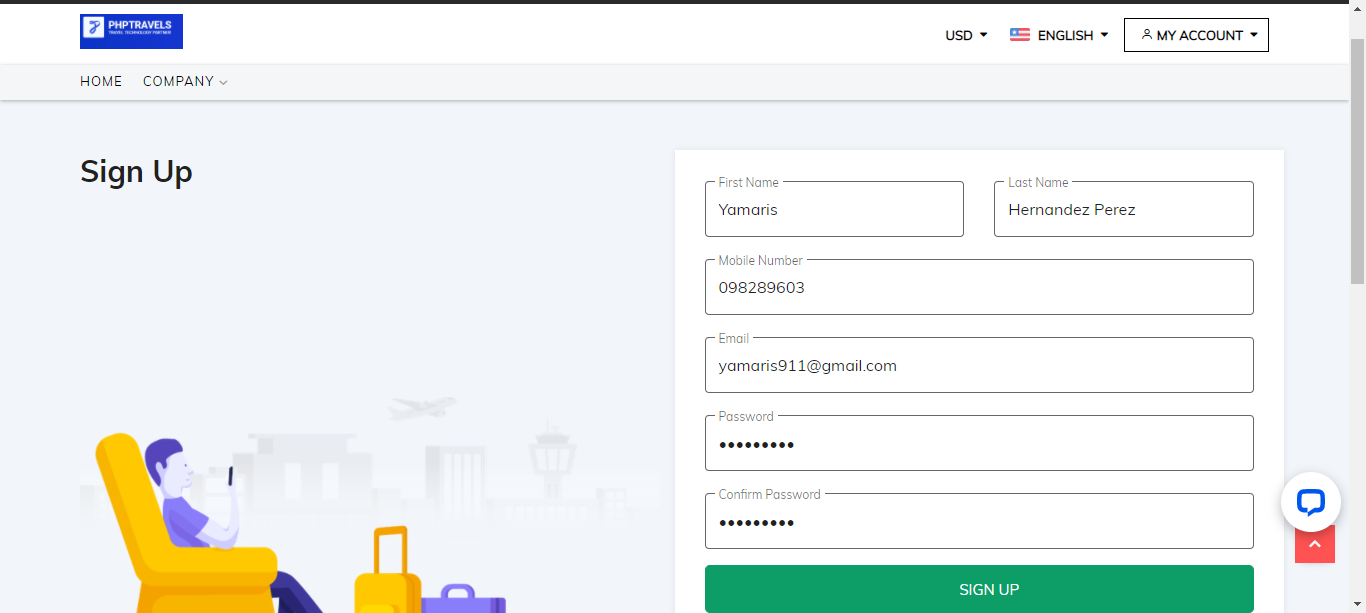 PHPTRAVELS
TRAVEL TECHNOLOGY PARTNER
USD
ENGLISH
MY ACCOUNT
HOME
COMPANY
Sign Up
First Name
Yamaris
Last Name
Hernandez Perez
Mobile Number
098289603
Email
yamaris911@gmail.com
Password
•••••••••
Confirm Password
•••••••••
SIGN UP